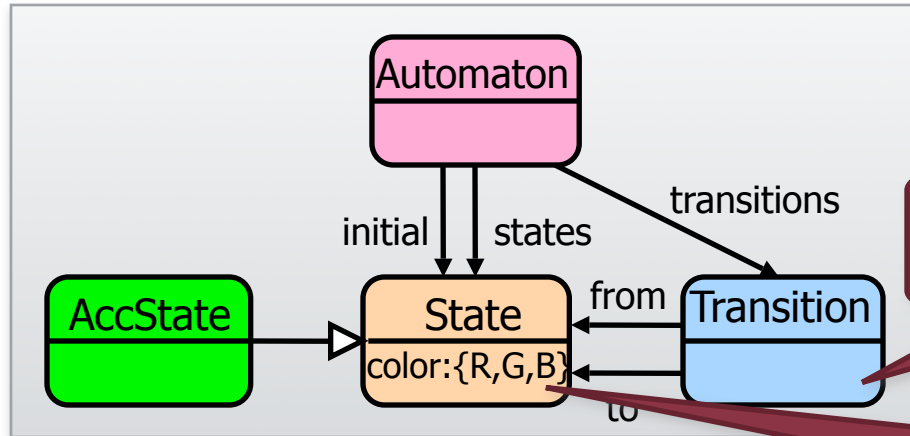 Automaton
transitions
initial
states
AccState
State
from
Transition
color:{R,G,B}
to